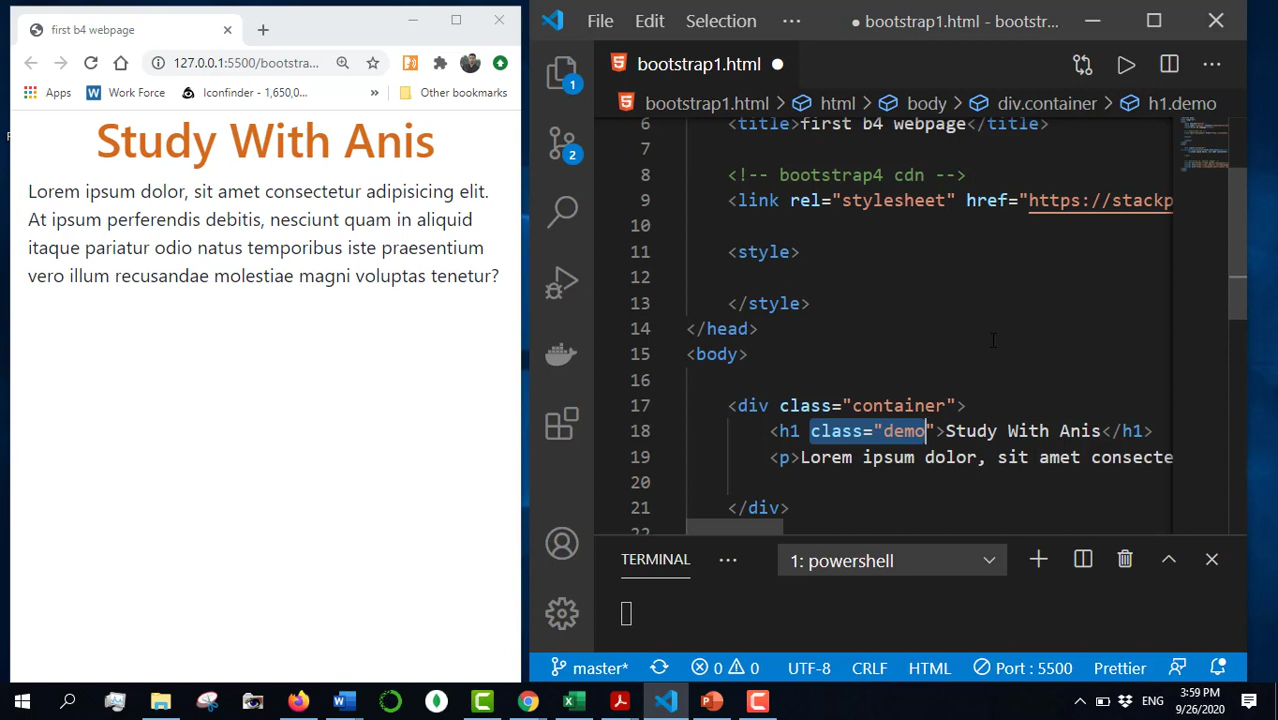 first b4 webpage
127.0.0.1:5500/bootstra...
Apps
Work Force
Iconfinder - 1,650,0...
»
Other bookmarks
Study With Anis
Lorem ipsum dolor, sit amet consectetur adipisicing elit.
At ipsum perferendis debitis, nesciunt quam in aliquid
itaque pariatur odio natus temporibus iste praesentium
vero illum recusandae molestiae magni voluptas tenetur?
File Edit Selection ··· ● bootstrap1.html - bootstr...
bootstrap1.html ●
bootstrap1.html > html > body > div.container > h1.demo
1
2
6 <title>first b4 webpage</title>
7
8 <!-- bootstrap4 cdn -->
9 <link rel="stylesheet" href="https://stackp
10
11 <style>
12
13 </style>
14 </head>
15 <body>
16
17 <div class="container">
18 <h1 class="demo">Study With Anis</h1>
19 <p>Lorem ipsum dolor, sit amet consecte
20
21 </div>
TERMINAL ··· 1: powershell
master* 0 0 UTF-8 CRLF HTML Port : 5500 Prettier
ENG
3:59 PM
9/26/2020